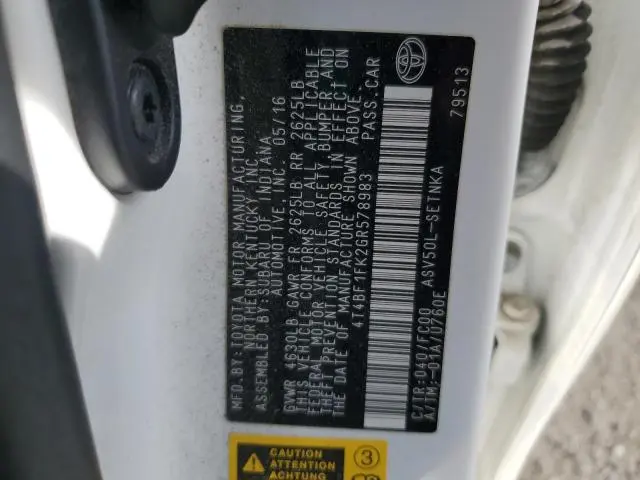 MFD.BY:TOYOTA MOTOR MANUFACTURING,
NORTHERN KENTUCKY, INC.
ASSEMBLED BY:SUBARU OF INDIANA
AUTOMOTIVE, INC. 05/16
GVWR 4630LB GAWR FR 2625LB RR 2625LB
THIS VEHICLE CONFORMS TO ALL APPLICABLE
FEDERAL MOTOR VEHICLE SAFETY BUMPER, AND
THEFT PREVENTION STANDARDS IN EFFECT ON
THE DATE OF MANUFACTURE SHOWN ABOVE.
4T4BF1FK2GR578983 PASS.CAR
C/TR:040/FC00 ASV50L-SETNKA
A/TM:-01A/U760E
79513
CAUTION
ATTENTION
ACHTUNG
3